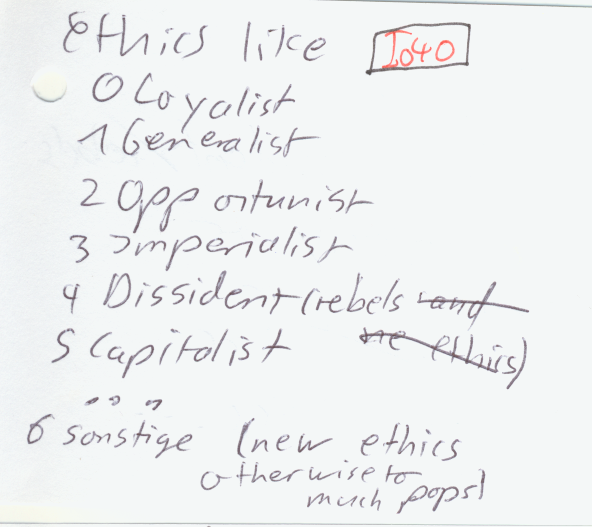 Ethics like I040
0 Loyalist
1 Generalist
2 Opportunist
3 Imperialist
4 Dissident (rebels and
5 Capitalist ethics)
...
6 sonstige (new ethics
otherwise to
much pops)